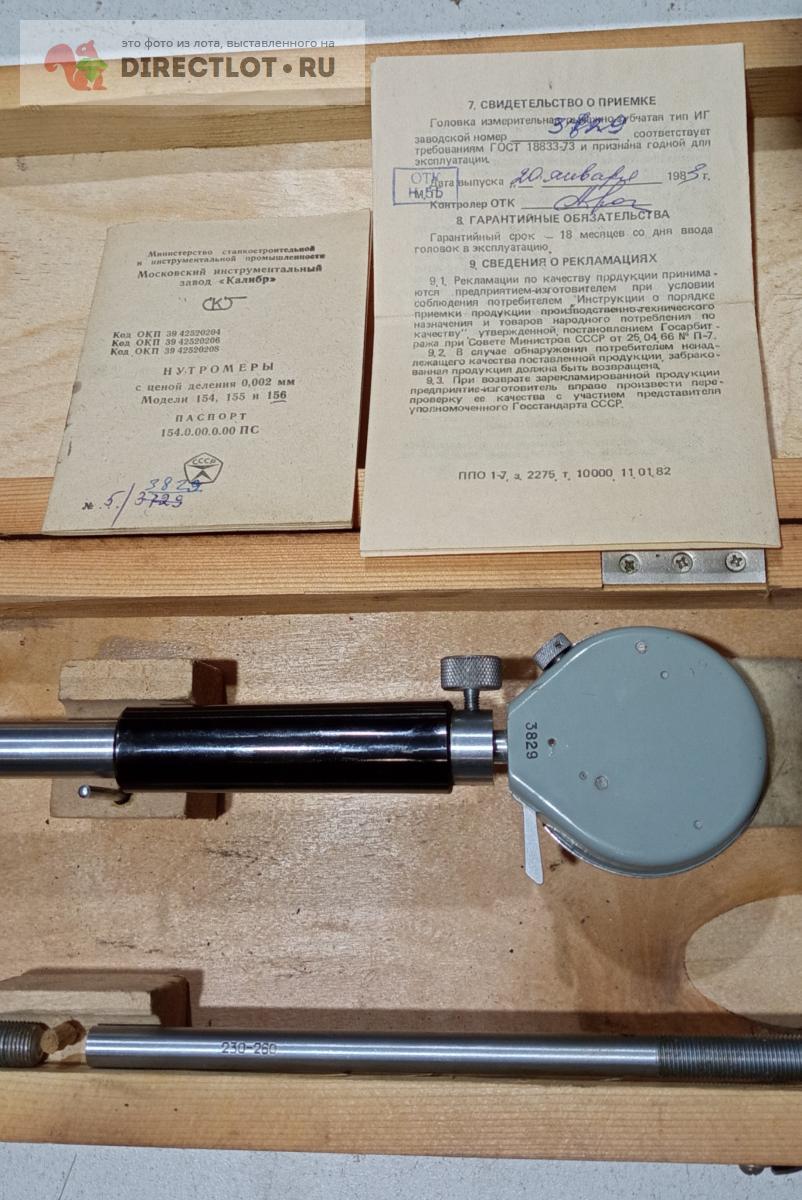 это фото из лота, выставленного на
DIRECTLOT•RU
7. СВИДЕТЕЛЬСТВО О ПРИЕМКЕ
Головка измерительная рычажно-зубчатая тип ИГ
заводской номер 3829 соответствует
требованиям ГОСТ 18833-73 и признана годной для
эксплуатации.
ОТК
Дата выпуска „20 января 1983 г.
Контролер ОТК
8. ГАРАНТИЙНЫЕ ОБЯЗАТЕЛЬСТВА
Гарантийный срок – 18 месяцев со дня ввода
головок в эксплуатацию.
9. СВЕДЕНИЯ О РЕКЛАМАЦИЯХ
9.1. Рекламации по качеству продукции принима-
ются предприятием-изготовителем при условии
соблюдения потребителем "Инструкции о порядке
приемки продукции производственно-технического
назначения и товаров народного потребления по
качеству" утвержденной постановлением Госарбит-
ража при Совете Министров СССР от 25.04.66 № П-7.
9.2. В случае обнаружения потребителем ненад-
лежащего качества поставленной продукции, забрако-
ванная продукция должна быть возвращена.
9.3. При возврате зарекламированной продукции
предприятие-изготовитель вправе произвести пере-
проверку ее качества с участием представителя
уполномоченного Госстандарта СССР.
ППО 1-7, з. 2275, т. 10000, 11.01.82
Министерство станкостроительной
и инструментальной промышленности
Московский инструментальный
завод «Калибр»
Код ОКП 39 42520204
Код ОКП 39 42520206
Код ОКП 39 42520208
НУТРОМЕРЫ
с ценой деления 0,002 мм
Модели 154, 155 и 156
ПАСПОРТ
154.0.00.0.00 ПС
СССР
3829
№ 5/3729
3829
230-260